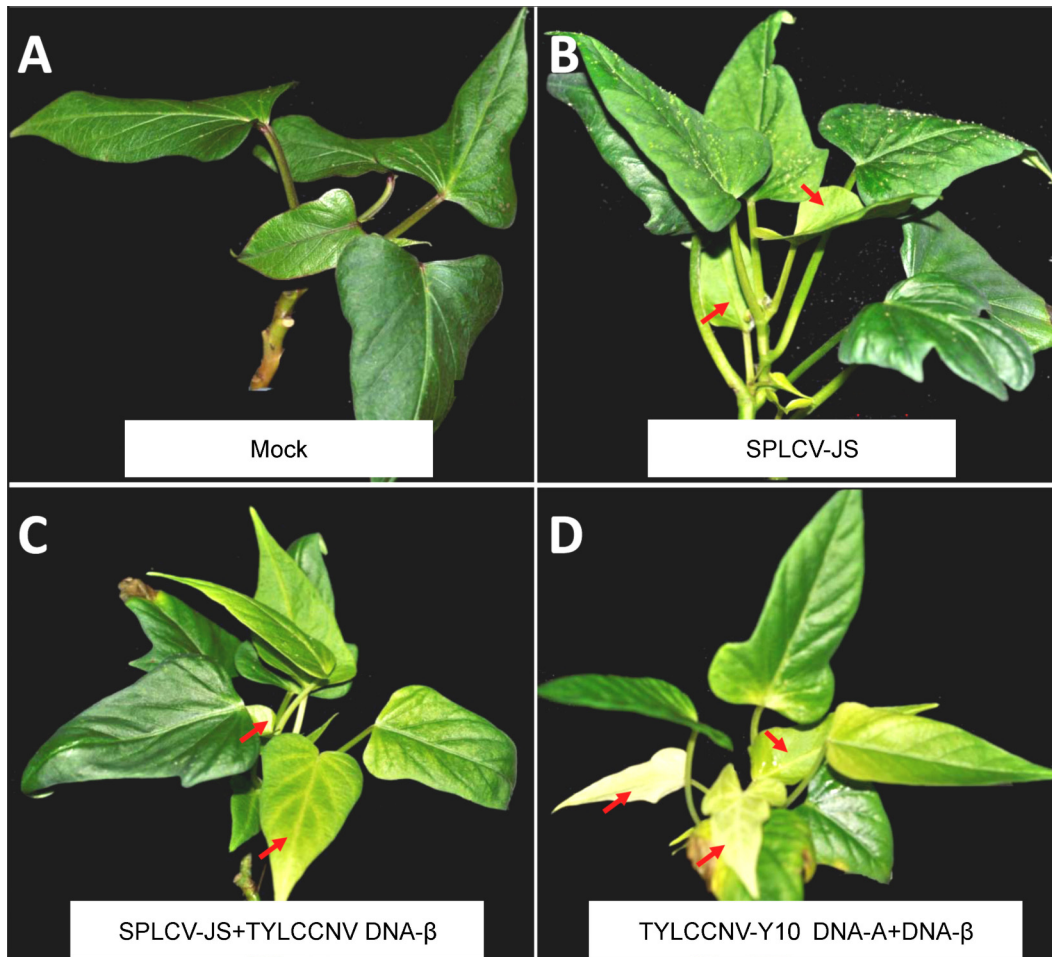 A
Mock
B
SPLCV-JS
C
SPLCV-JS+TYLCCNV DNA-β
D
TYLCCNV-Y10 DNA-A+DNA-β